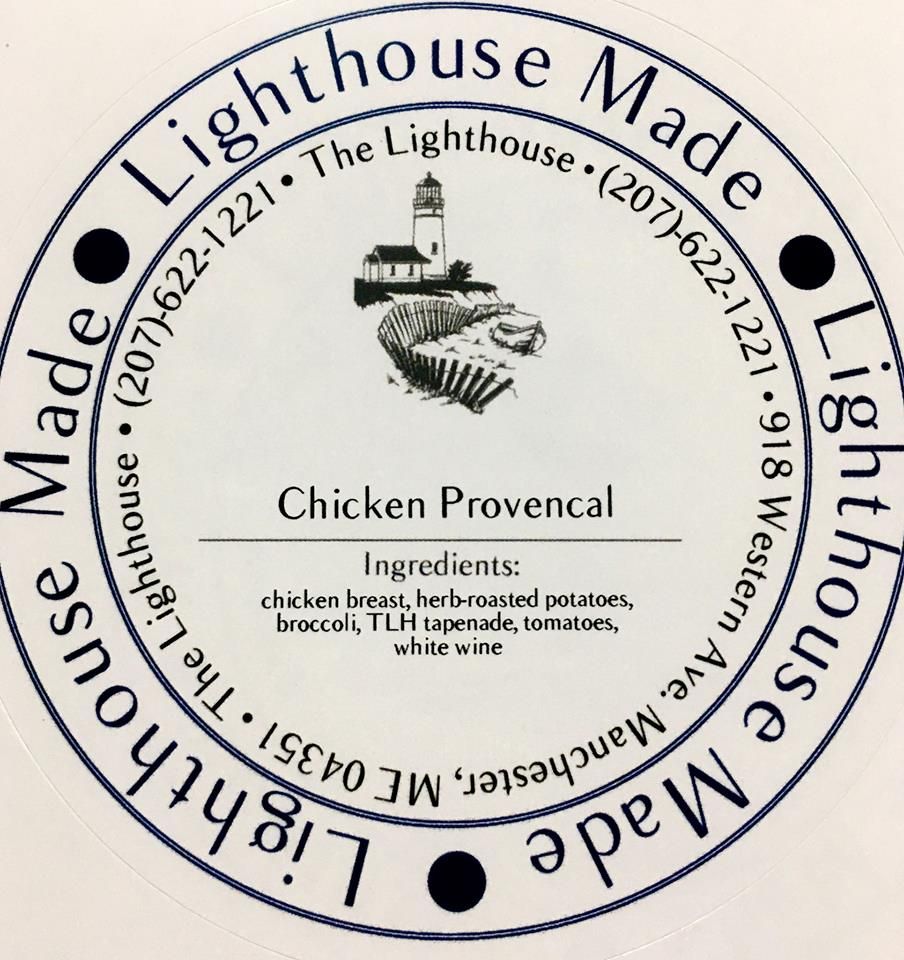 Lighthouse Made ● Lighthouse Made ● Lighthouse Made ●
The Lighthouse • (207)-622-1221 • 918 Western Ave. Manchester, ME 04351 • The Lighthouse • (207)-622-1221 •
Chicken Provencal
Ingredients:
chicken breast, herb-roasted potatoes,
broccoli, TLH tapenade, tomatoes,
white wine